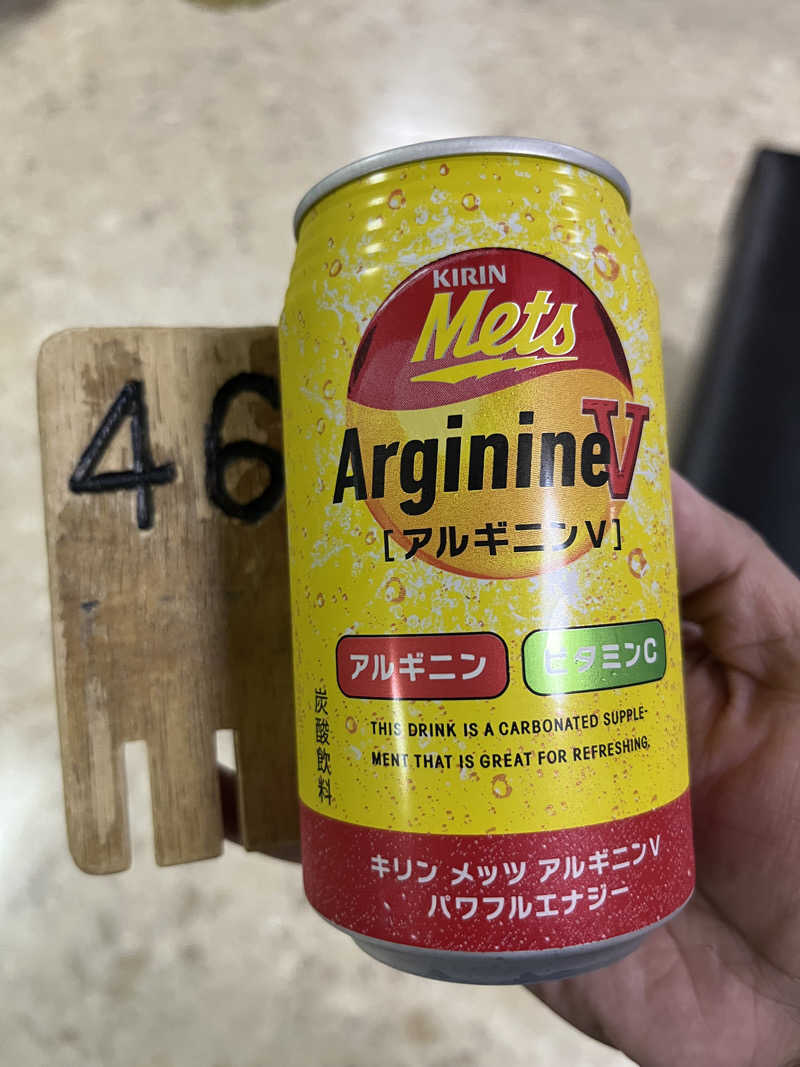 46
KIRIN
Mets
ArginineV
[アルギニンV]
アルギニン
ビタミンC
炭酸飲料
THIS DRINK IS A CARBONATED SUPPLE-
MENT THAT IS GREAT FOR REFRESHING.
キリン メッツ アルギニンV
パワフルエナジー